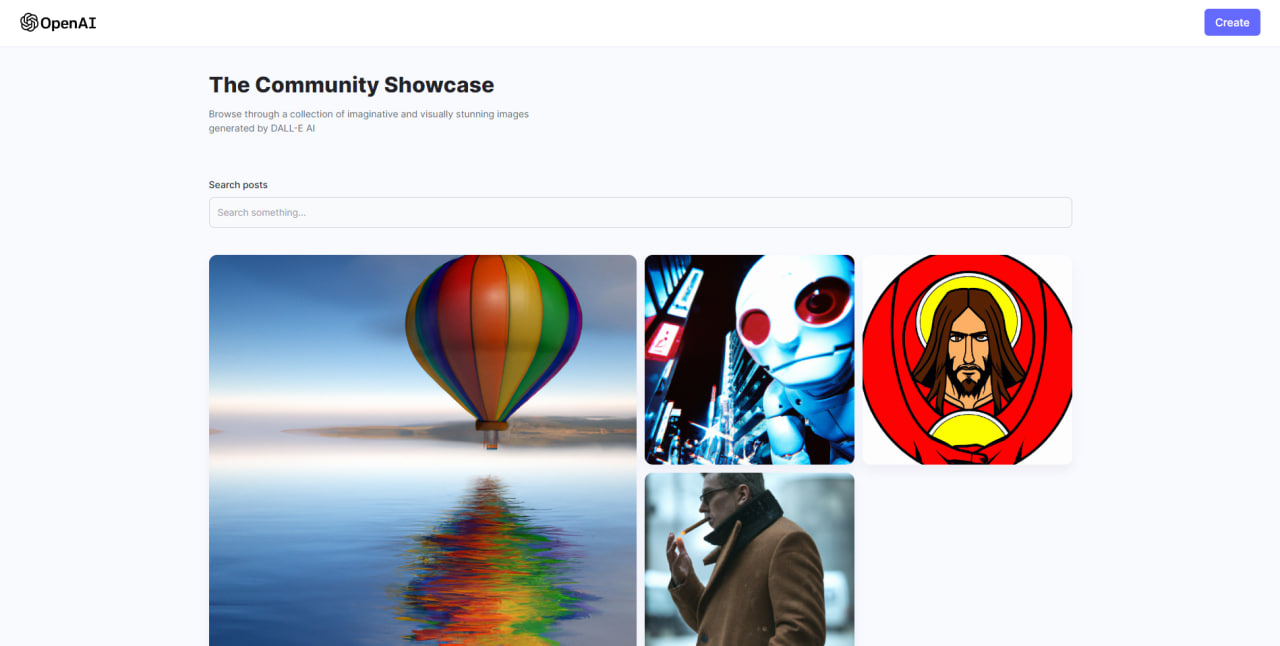 OpenAI
Create
The Community Showcase
Browse through a collection of imaginative and visually stunning images
generated by DALL-E AI
Search posts
Search something...